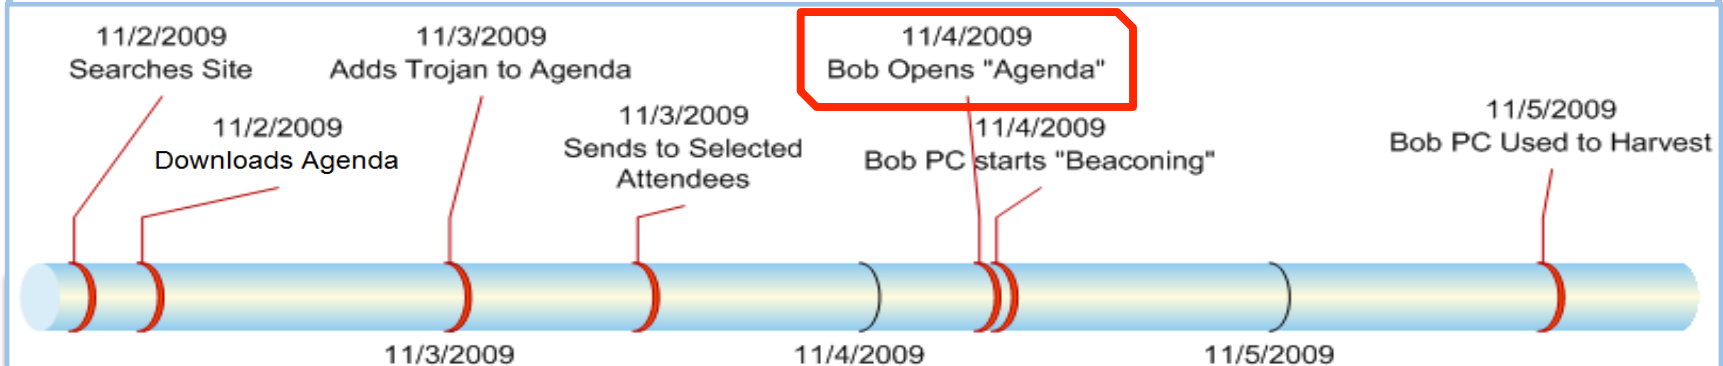 11/2/2009
Searches Site
11/2/2009
Downloads Agenda
11/3/2009
Adds Trojan to Agenda
11/3/2009
Sends to Selected
Attendees
11/4/2009
Bob Opens "Agenda"
11/4/2009
Bob PC starts "Beaconing"
11/5/2009
Bob PC Used to Harvest
11/3/2009
11/4/2009
11/5/2009